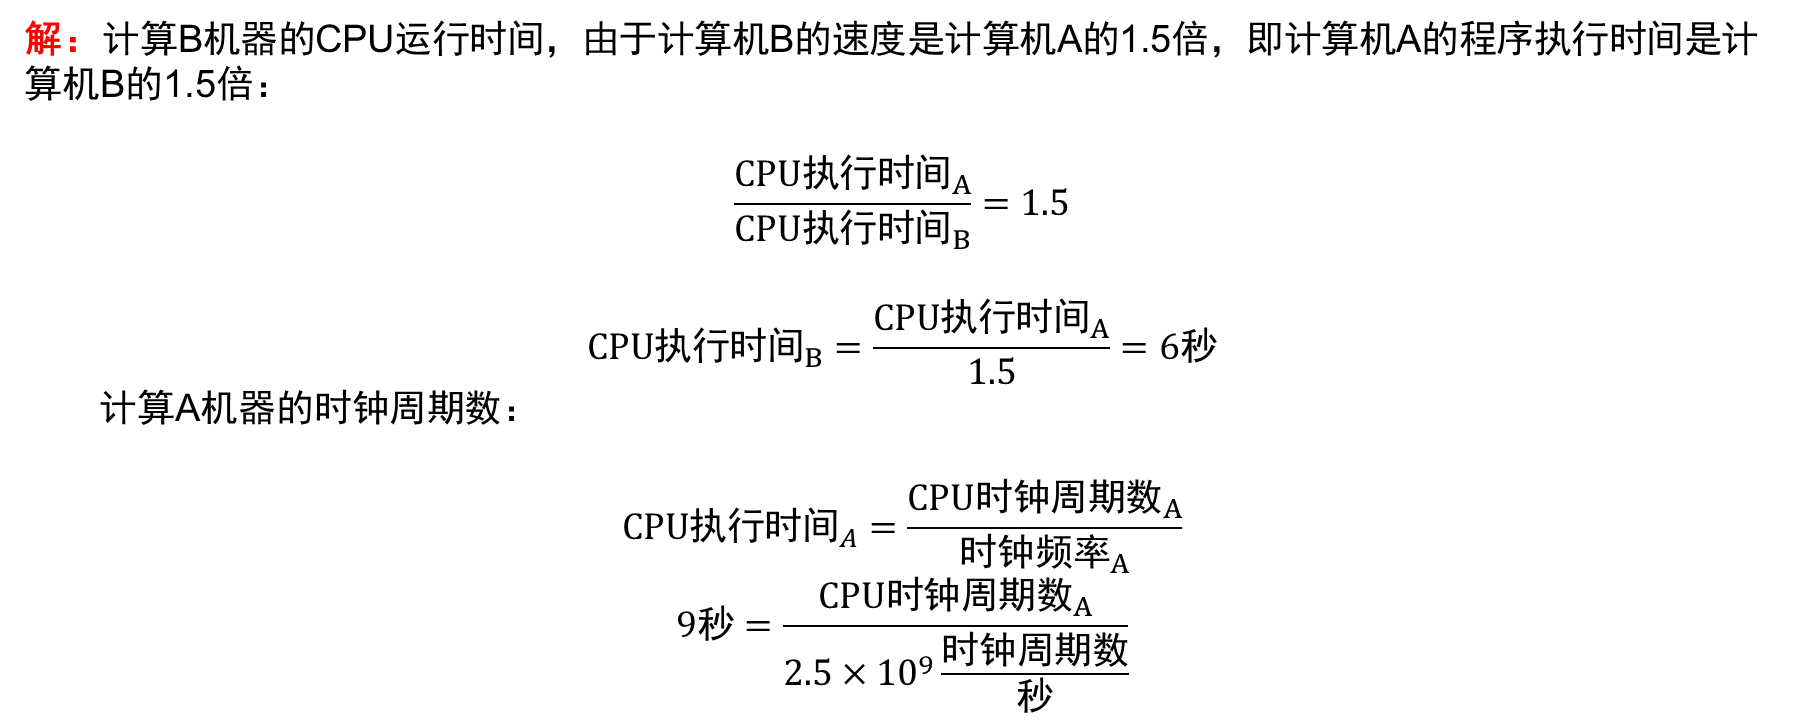 解：计算B机器的CPU运行时间，由于计算机B的速度是计算机A的1.5倍，即计算机A的程序执行时间是计
算机B的1.5倍：
CPU执行时间A
CPU执行时间B
= 1.5
CPU执行时间B =
CPU执行时间A
1.5
= 6秒
计算A机器的时钟周期数：
CPU执行时间A =
CPU时钟周期数A
时钟频率A
9秒 =
CPU时钟周期数A
2.5 × 10⁹
时钟周期数
秒